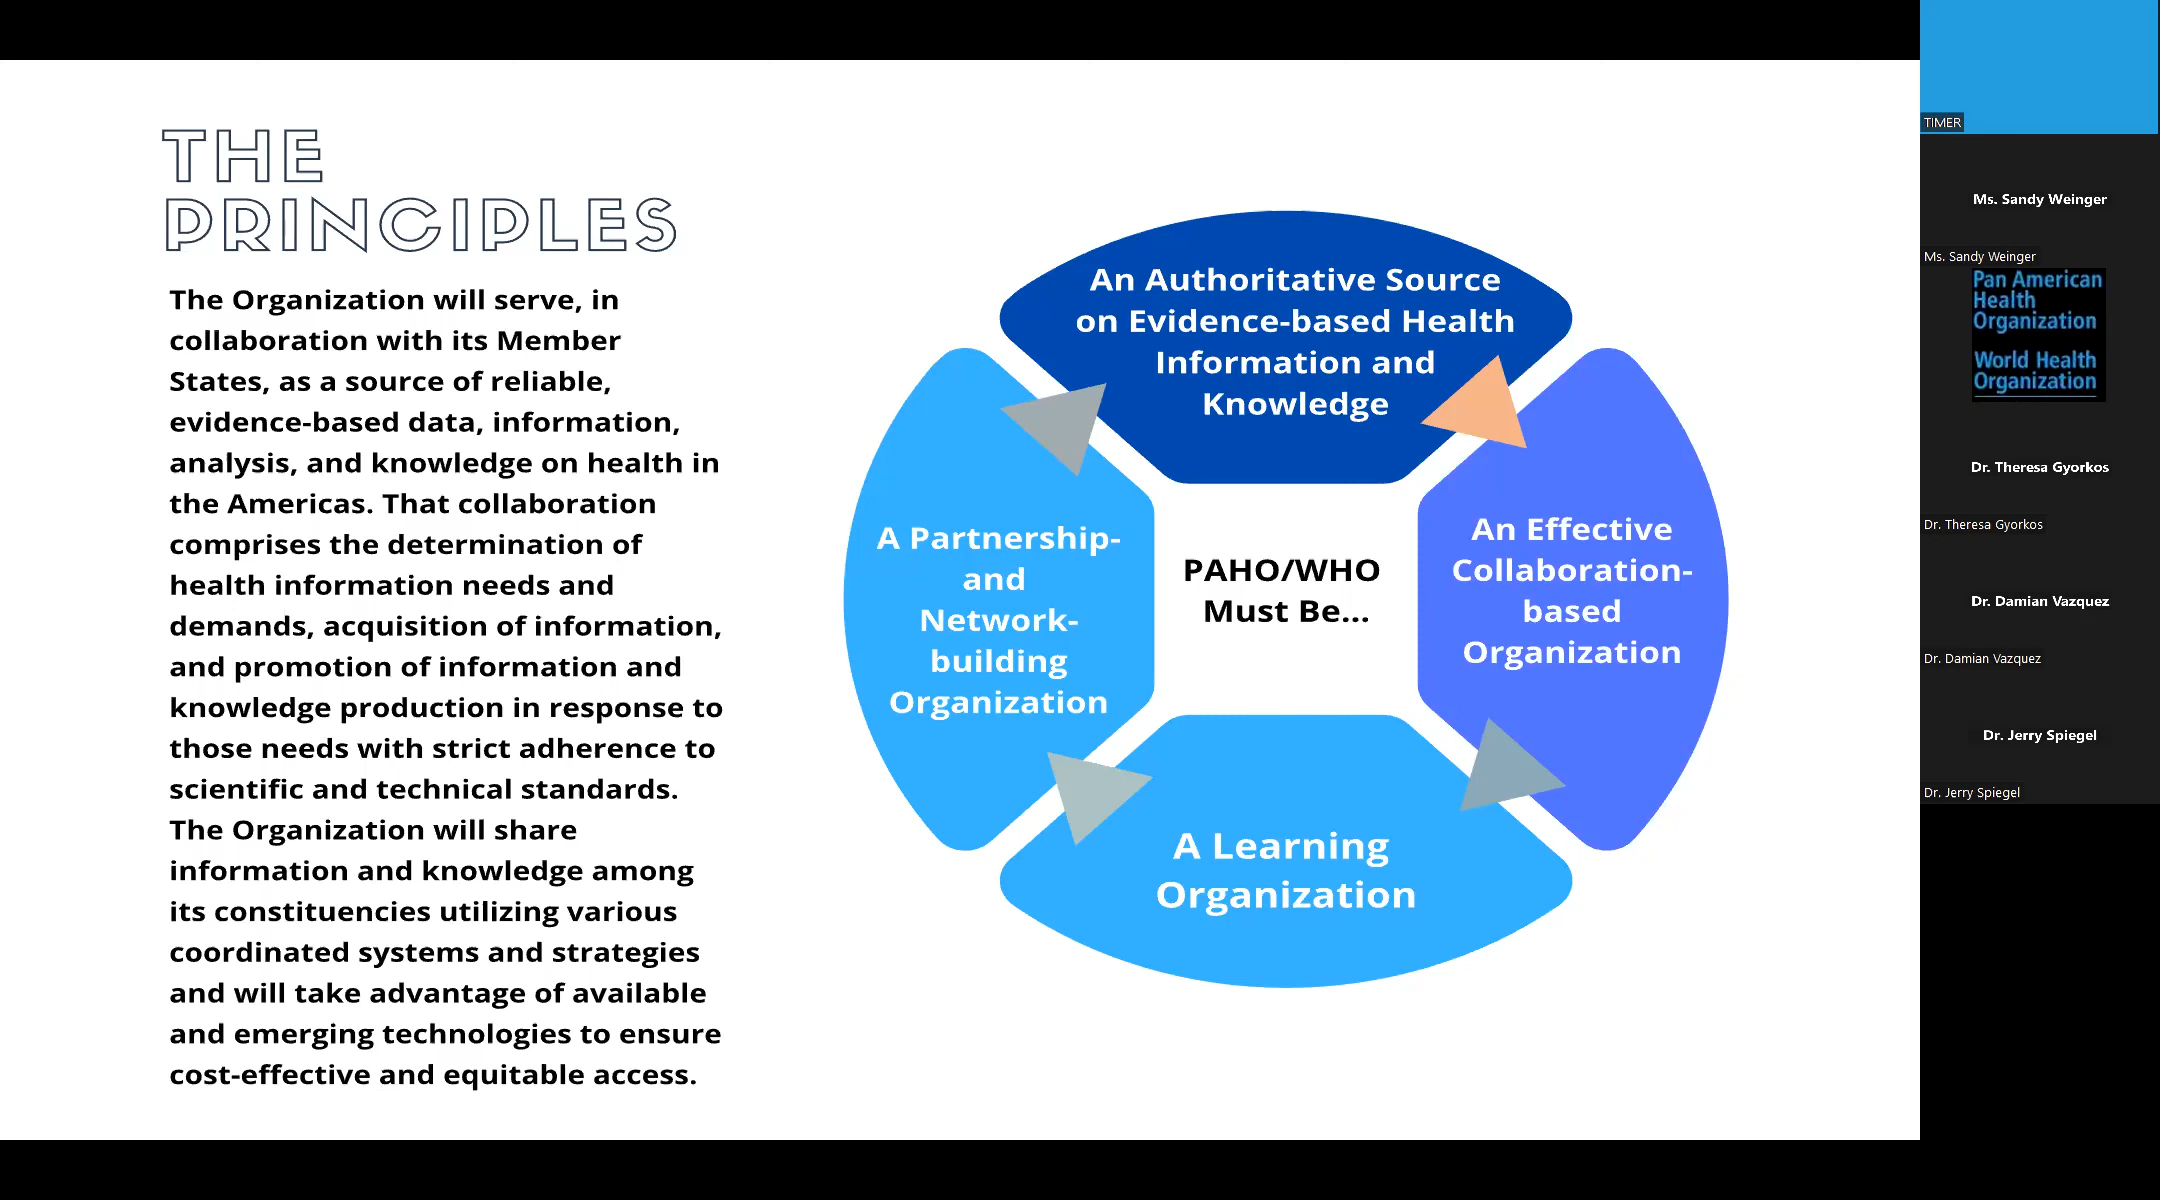 THE
PRINCIPLES
The Organization will serve, in
collaboration with its Member
States, as a source of reliable,
evidence-based data, information,
analysis, and knowledge on health in
the Americas. That collaboration
comprises the determination of
health information needs and
demands, acquisition of information,
and promotion of information and
knowledge production in response to
those needs with strict adherence to
scientific and technical standards.
The Organization will share
information and knowledge among
its constituencies utilizing various
coordinated systems and strategies
and will take advantage of available
and emerging technologies to ensure
cost-effective and equitable access.
An Authoritative Source
on Evidence-based Health
Information and
Knowledge
A Partnership-
and
Network-
building
Organization
PAHO/WHO
Must Be...
An Effective
Collaboration-
based
Organization
A Learning
Organization
TIMER
Ms. Sandy Weinger
Ms. Sandy Weinger
Pan American
Health
Organization
World Health
Organization
Dr. Theresa Gyorkos
Dr. Theresa Gyorkos
Dr. Damian Vazquez
Dr. Damian Vazquez
Dr. Jerry Spiegel
Dr. Jerry Spiegel